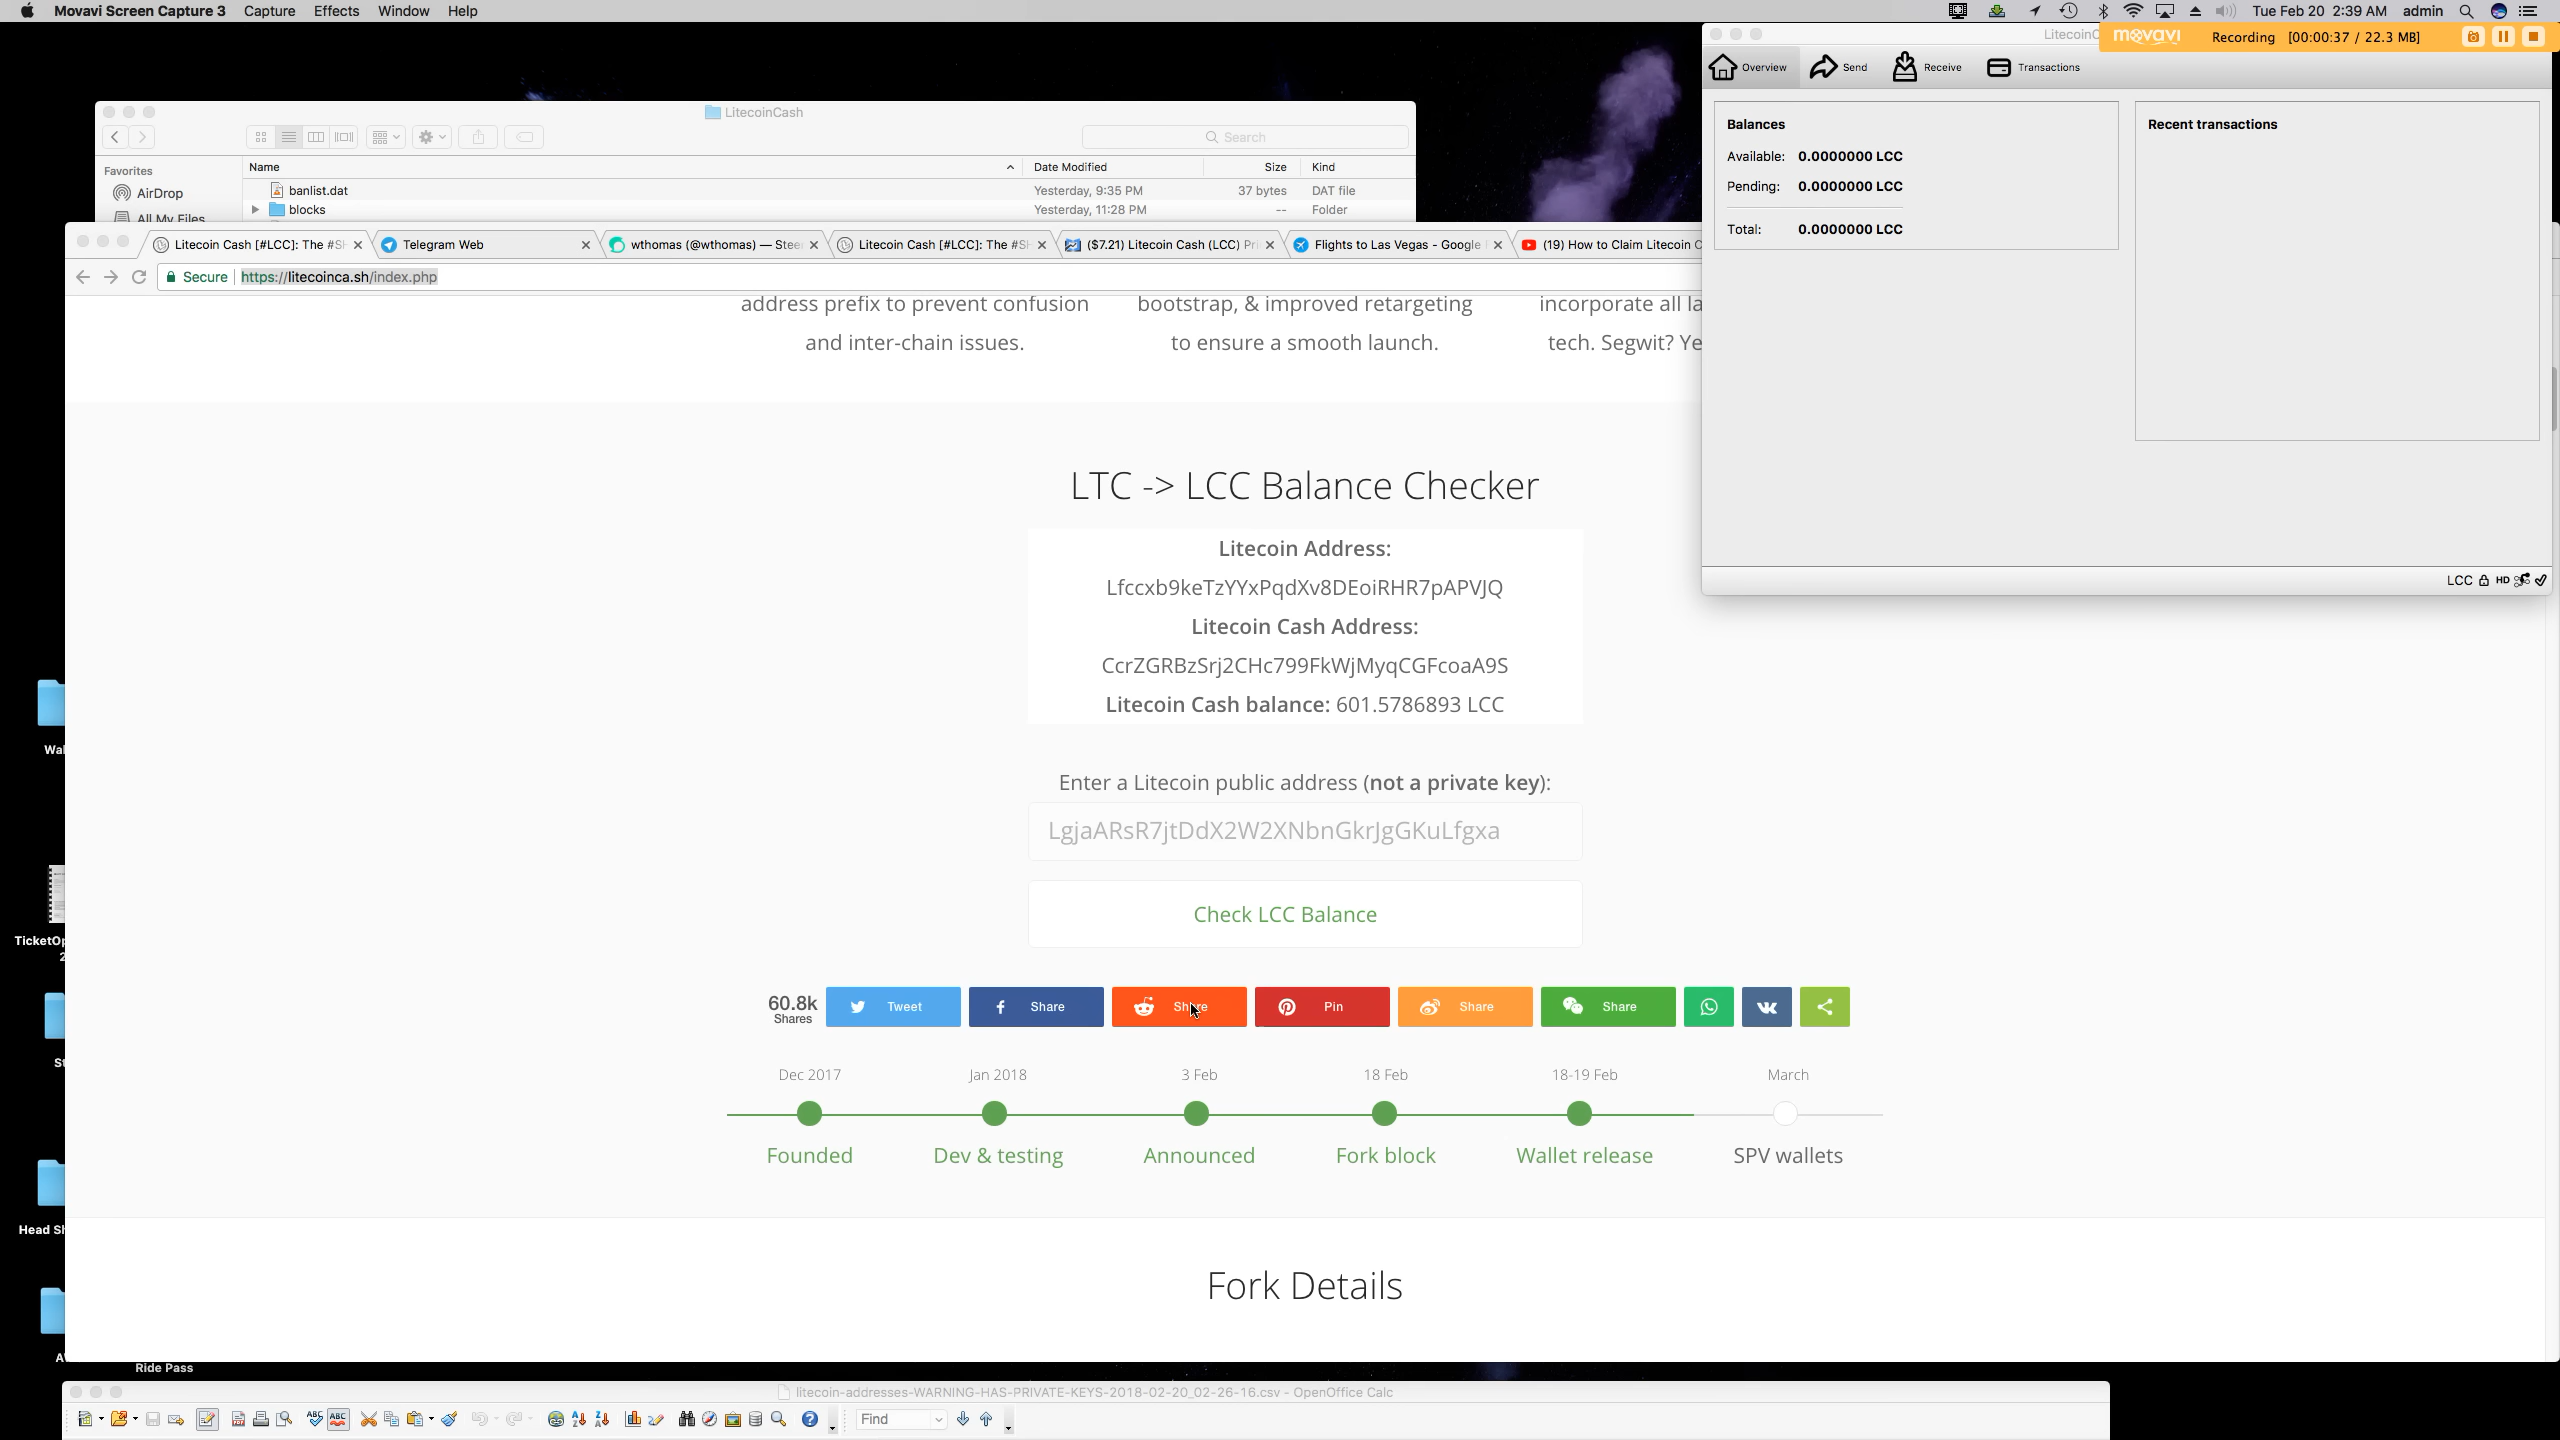 Movavi Screen Capture 3 Capture Effects Window Help
Tue Feb 20 2:39 AM admin
LitecoinC
movavi Recording [00:00:37 / 22.3 MB]
Overview Send Receive Transactions
Balances
Available: 0.0000000 LCC
Pending: 0.0000000 LCC
Total: 0.0000000 LCC
Recent transactions
LCC HD
LitecoinCash
Search
Favorites
AirDrop
All My Files
Name Date Modified Size Kind
banlist.dat Yesterday, 9:35 PM 37 bytes DAT file
blocks Yesterday, 11:28 PM -- Folder
Litecoin Cash [#LCC]: The #S
Telegram Web
wthomas (@wthomas) — Stee
Litecoin Cash [#LCC]: The #S
($7.21) Litecoin Cash (LCC) Pri
Flights to Las Vegas - Google
(19) How to Claim Litecoin C
Secure https://litecoinca.sh/index.php
address prefix to prevent confusion
and inter-chain issues.
bootstrap, & improved retargeting
to ensure a smooth launch.
incorporate all la
tech. Segwit? Ye
LTC -> LCC Balance Checker
Litecoin Address:
Lfccxb9keTzYYxPqdXv8DEoiRHR7pAPVJQ
Litecoin Cash Address:
CcrZGRBzSrj2CHc799FkWjMyqCGFcoaA9S
Litecoin Cash balance: 601.5786893 LCC
Enter a Litecoin public address (not a private key):
LgjaARsR7jtDdX2W2XNbnGkrJgGKuLfgxa
Check LCC Balance
60.8k
Shares
Tweet Share Share Pin Share Share
Dec 2017 Jan 2018 3 Feb 18 Feb 18-19 Feb March
Founded Dev & testing Announced Fork block Wallet release SPV wallets
Fork Details
Wal
TicketOp
2
St
Head Sh
A
Ride Pass
litecoin-addresses-WARNING-HAS-PRIVATE-KEYS-2018-02-20_02-26-16.csv - OpenOffice Calc
ABC ABC Find